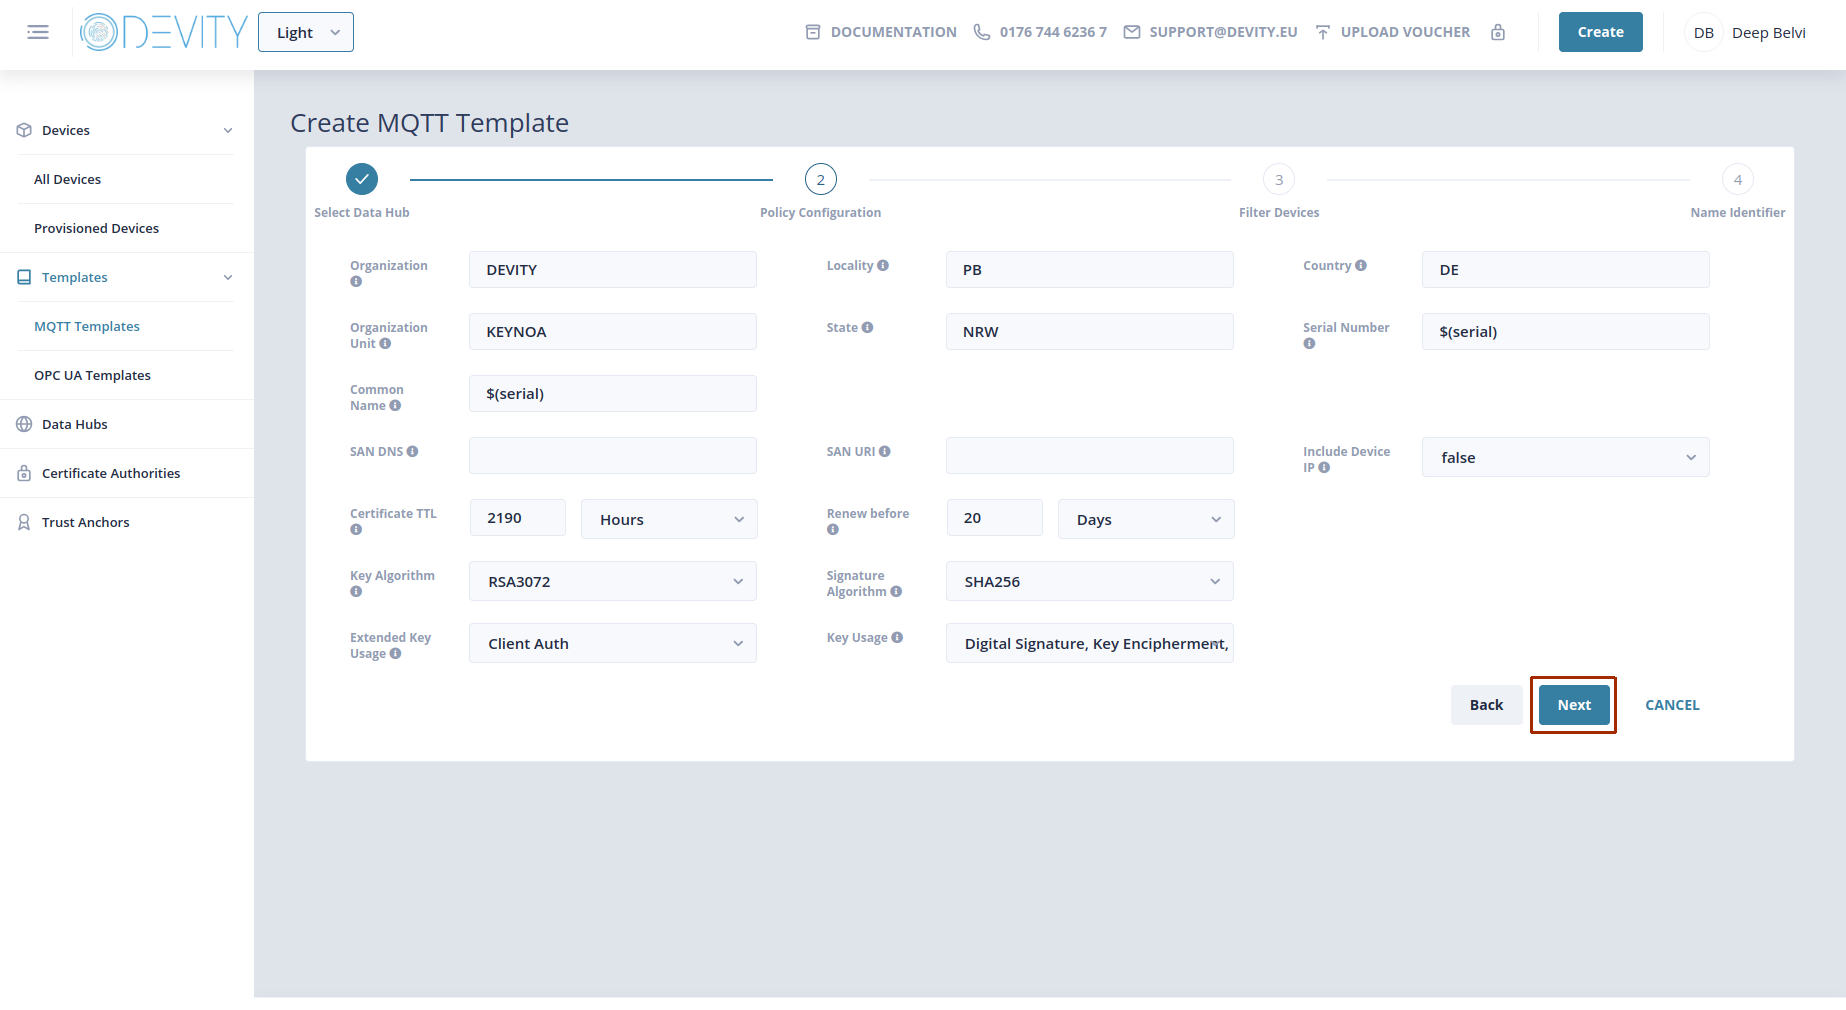 DEVITY
Light
DOCUMENTATION
0176 744 6236 7
SUPPORT@DEVITY.EU
UPLOAD VOUCHER
Create
DB
Deep Belvi
Devices
All Devices
Provisioned Devices
Templates
MQTT Templates
OPC UA Templates
Data Hubs
Certificate Authorities
Trust Anchors
Create MQTT Template
2
3
4
Select Data Hub
Policy Configuration
Filter Devices
Name Identifier
Organization
DEVITY
Locality
PB
Country
DE
Organization
Unit
KEYNOA
State
NRW
Serial Number
$(serial)
Common
Name
$(serial)
SAN DNS
SAN URI
Include Device
IP
false
Certificate TTL
2190
Hours
Renew before
20
Days
Key Algorithm
RSA3072
Signature
Algorithm
SHA256
Extended Key
Usage
Client Auth
Key Usage
Digital Signature, Key Encipherment,
Back
Next
CANCEL